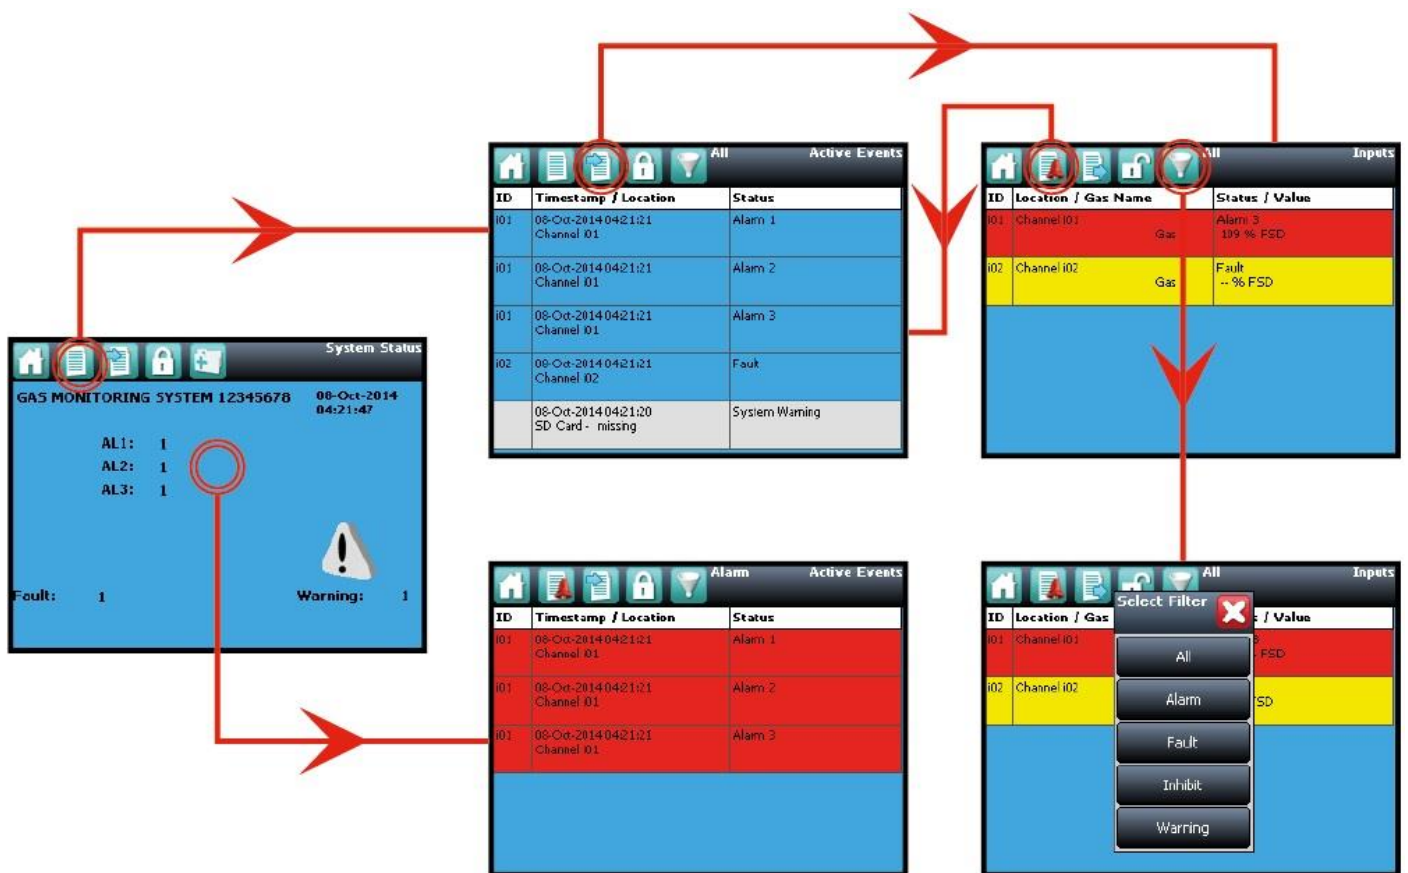 All Active Events
ID Timestamp / Location Status
i01 08-Oct-2014 04:21:21 Alarm 1
Channel i01
i01 08-Oct-2014 04:21:21 Alarm 2
Channel i01
i01 08-Oct-2014 04:21:21 Alarm 3
Channel i01
i02 08-Oct-2014 04:21:21 Fault
Channel i02
08-Oct-2014 04:21:20 System Warning
SD Card - missing
All Inputs
ID Location / Gas Name Status / Value
i01 Channel i01 Alarm 3
Gas 109 % FSD
i02 Channel i02 Fault
Gas -- % FSD
System Status
GAS MONITORING SYSTEM 12345678 08-Oct-2014
04:21:47
AL1: 1
AL2: 1
AL3: 1
Fault: 1 Warning: 1
Alarm Active Events
ID Timestamp / Location Status
i01 08-Oct-2014 04:21:21 Alarm 1
Channel i01
i01 08-Oct-2014 04:21:21 Alarm 2
Channel i01
i01 08-Oct-2014 04:21:21 Alarm 3
Channel i01
All Inputs
Select Filter
ID Location / Gas / Value
i01 Channel i01 3
FSD
i02 Channel i02
FSD
All
Alarm
Fault
Inhibit
Warning